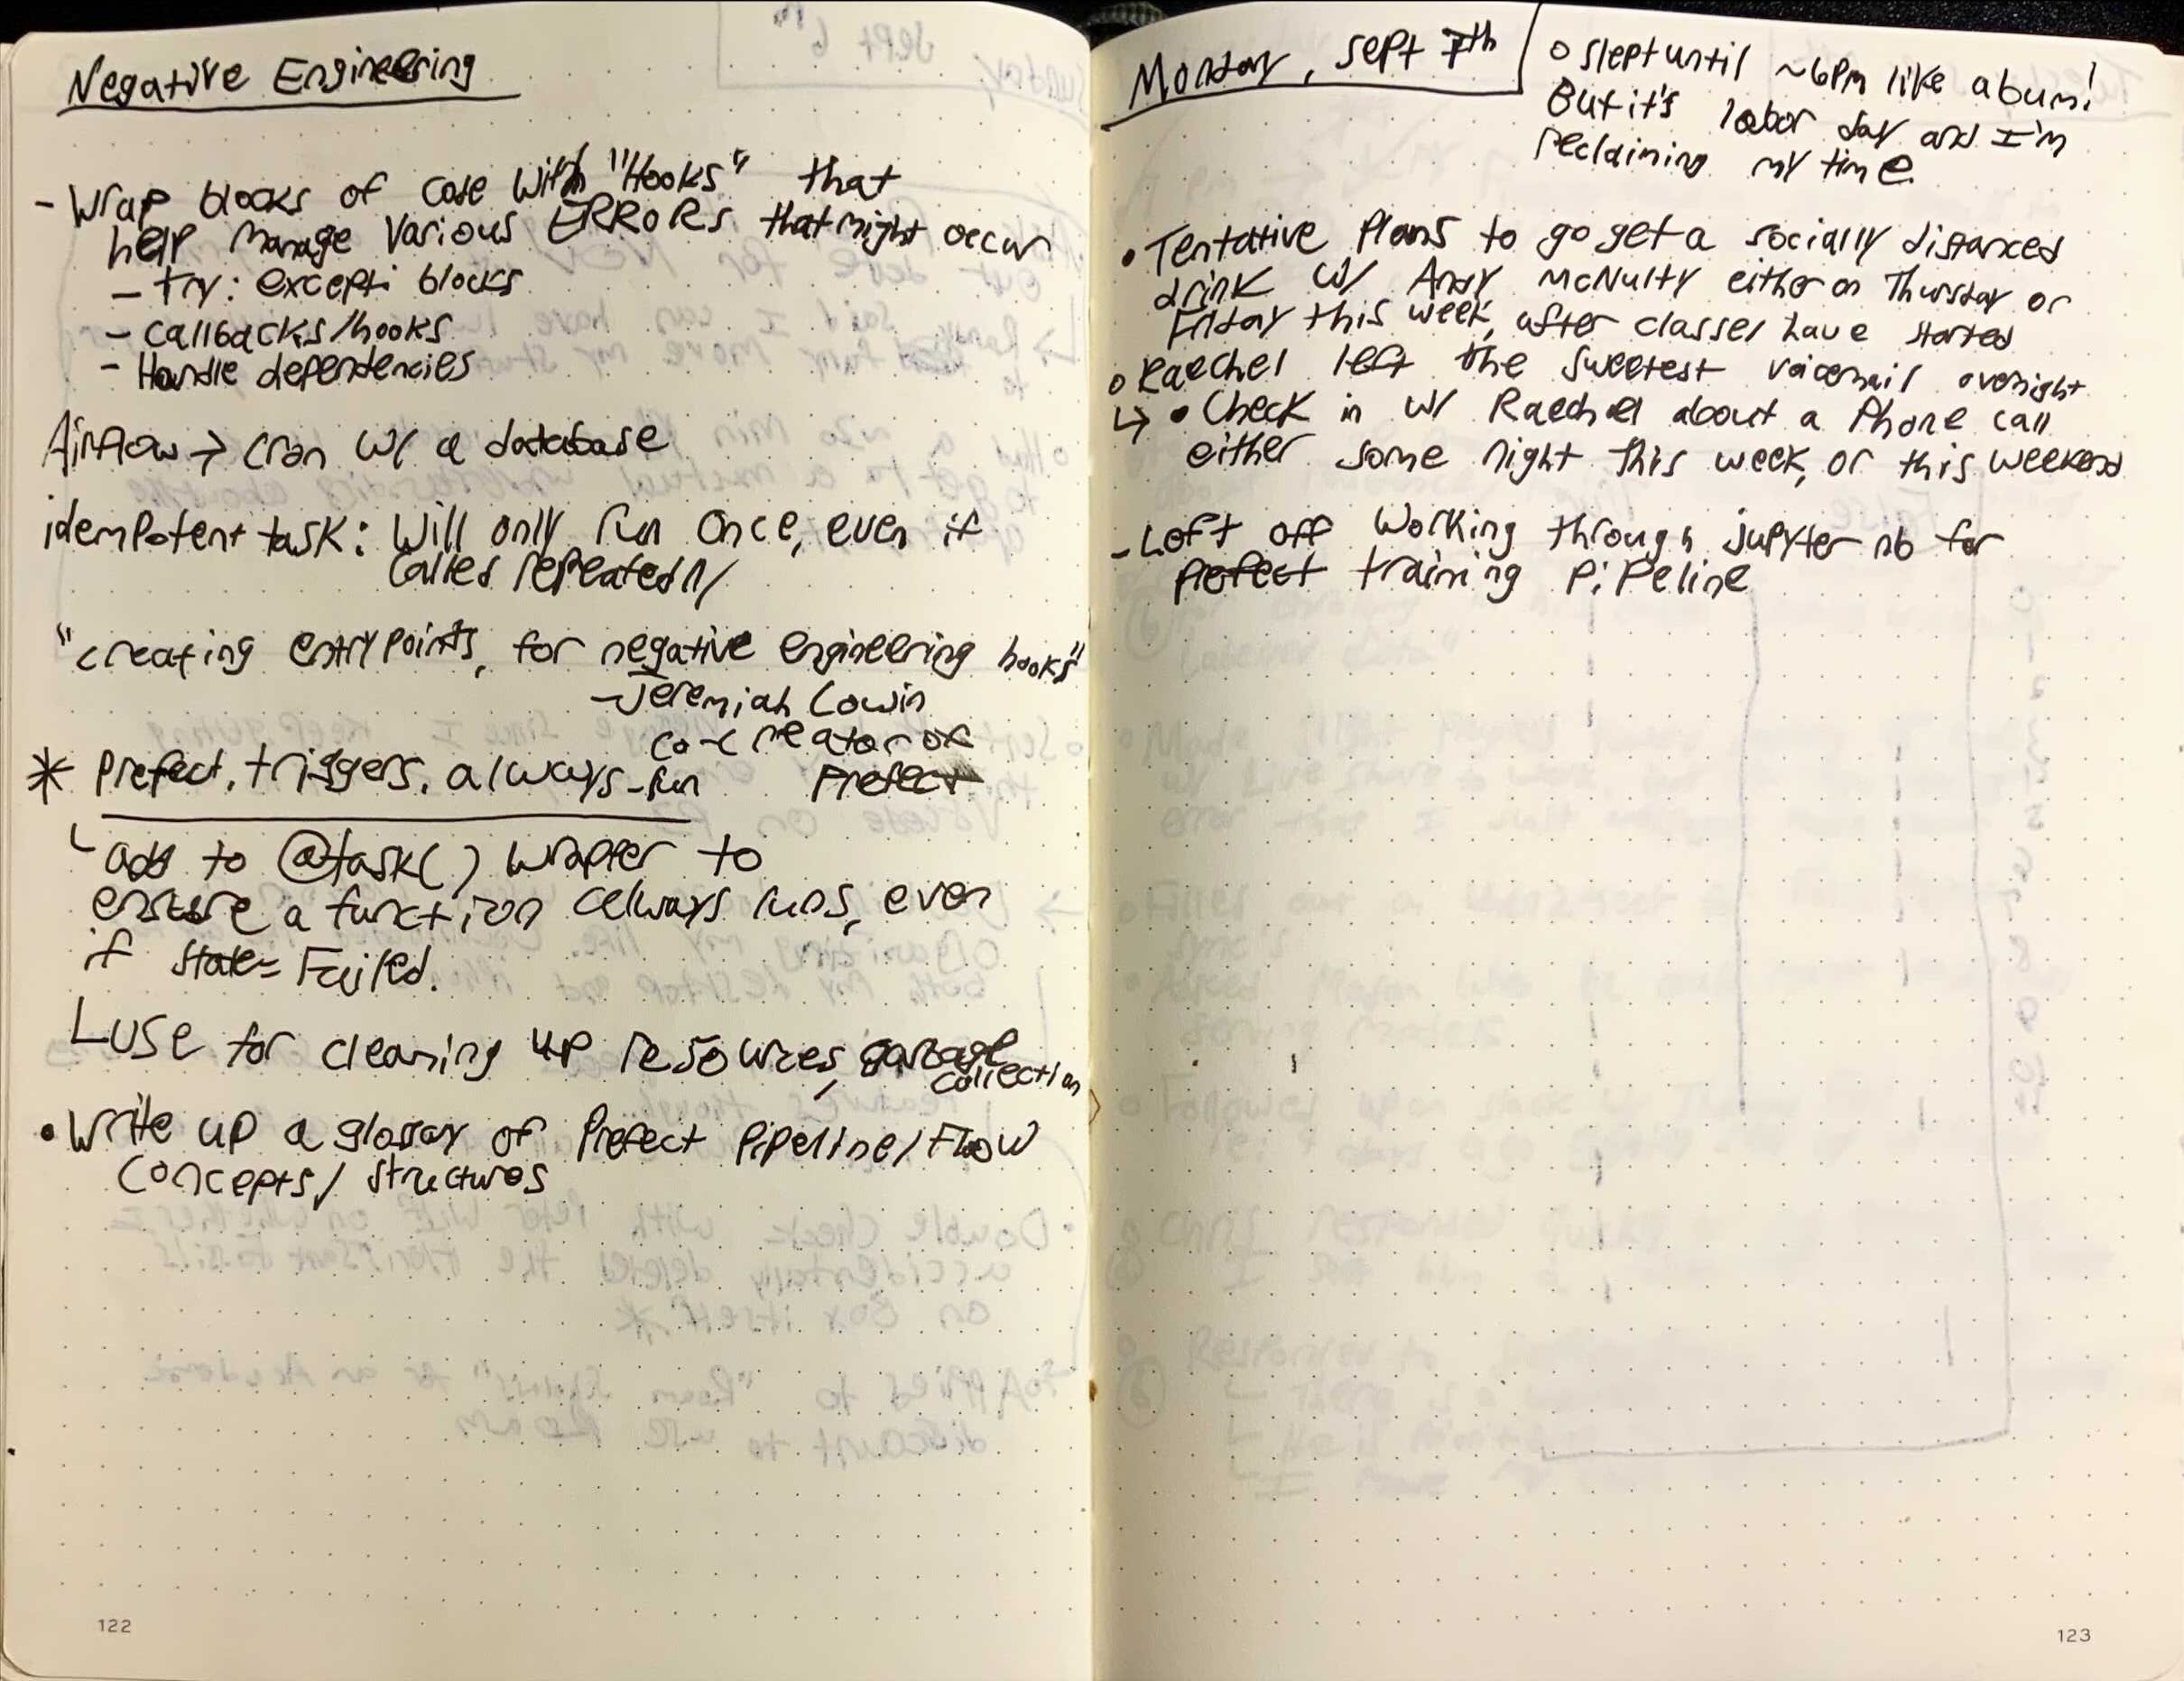 Negative Engineering
- Wrap blocks of code with "Hooks" that
help manage various ERRORS that might occur
- try: except: blocks
- callbacks/hooks
- Handle dependencies
Airflow → cron w/ a database
idempotent task: Will only run once, even if
called repeatedly
"creating entrypoints, for negative engineering hooks"
- Jeremiah Lowin
co-creator of
Prefect
* prefect.triggers.always-run
└ add to @task() wrapper to
ensure a function always runs, even
if state=Failed.
└ use for cleaning up resources, garbage
collection
• Write up a glossary of Prefect Pipeline/Flow
concepts/structures
122
Monday, Sept 7th
o slept until ~6pm like a bum!
But it's labor day and I'm
reclaiming my time.
• Tentative plans to go get a socially distanced
drink w/ Andy McNulty either on Thursday or
Friday this week, after classes have started
o Raechel left the sweetest voicemail overnight
↳ • Check in w/ Raechel about a phone call
either some night this week, or this weekend
- Left off working through jupyter nb for
prefect training pipeline
123